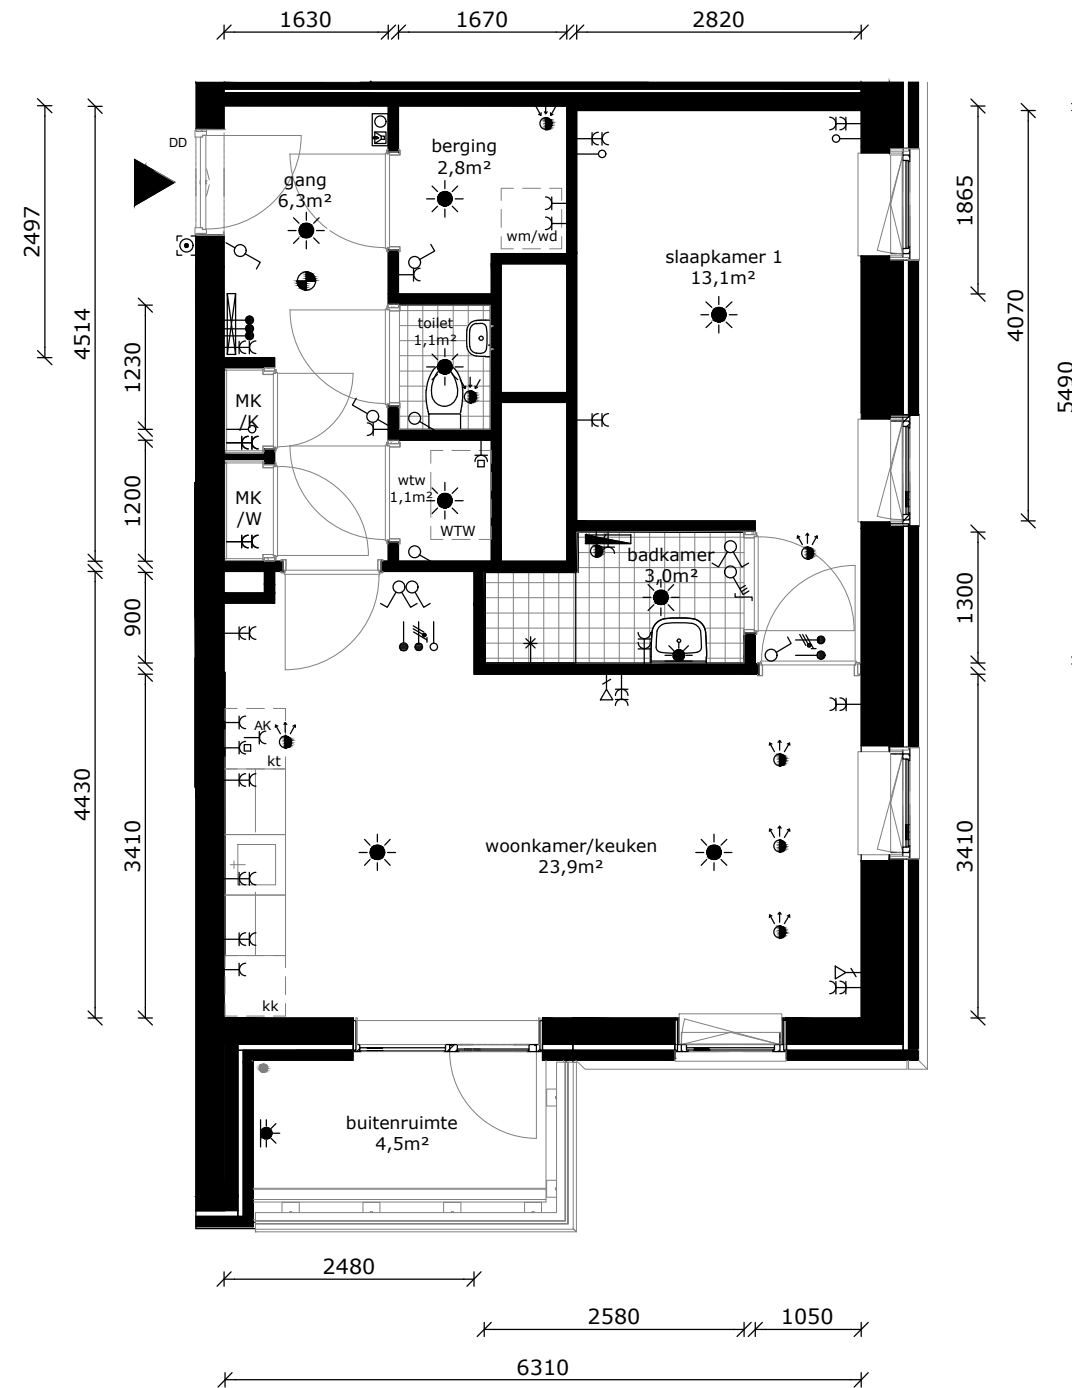 1630
1670
2820
DD
berging
2,8m²
gang
6,3m²
wm/wd
slaapkamer 1
13,1m²
2497
4514
1230
1200
900
4430
3410
1865
4070
5490
1300
3410
toilet
1,1m²
MK
/K
MK
/W
wtw
1,1m²
WTW
badkamer
3,0m²
AK
kt
woonkamer/keuken
23,9m²
kk
buitenruimte
4,5m²
2480
2580
1050
6310